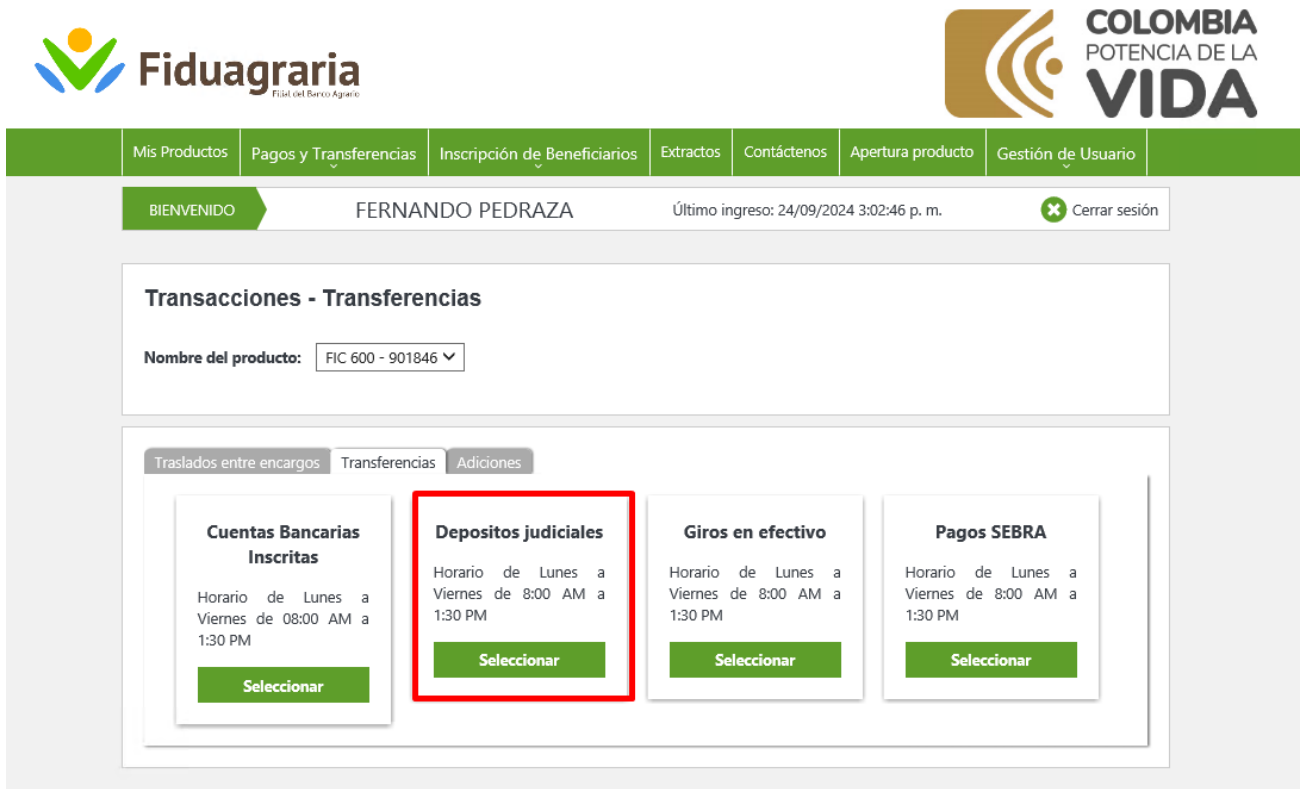 Fiduagraria
Filial del Banco Agrario
COLOMBIA
POTENCIA DE LA
VIDA
Mis Productos
Pagos y Transferencias
Inscripción de Beneficiarios
Extractos
Contáctenos
Apertura producto
Gestión de Usuario
BIENVENIDO
FERNANDO PEDRAZA
Último ingreso: 24/09/2024 3:02:46 p. m.
Cerrar sesión
Transacciones - Transferencias
Nombre del producto:
FIC 600 - 901846
Traslados entre encargos
Transferencias
Adiciones
Cuentas Bancarias
Inscritas
Horario de Lunes a
Viernes de 08:00 AM a
1:30 PM
Seleccionar
Depositos judiciales
Horario de Lunes a
Viernes de 8:00 AM a
1:30 PM
Seleccionar
Giros en efectivo
Horario de Lunes a
Viernes de 8:00 AM a
1:30 PM
Seleccionar
Pagos SEBRA
Horario de Lunes a
Viernes de 8:00 AM a
1:30 PM
Seleccionar